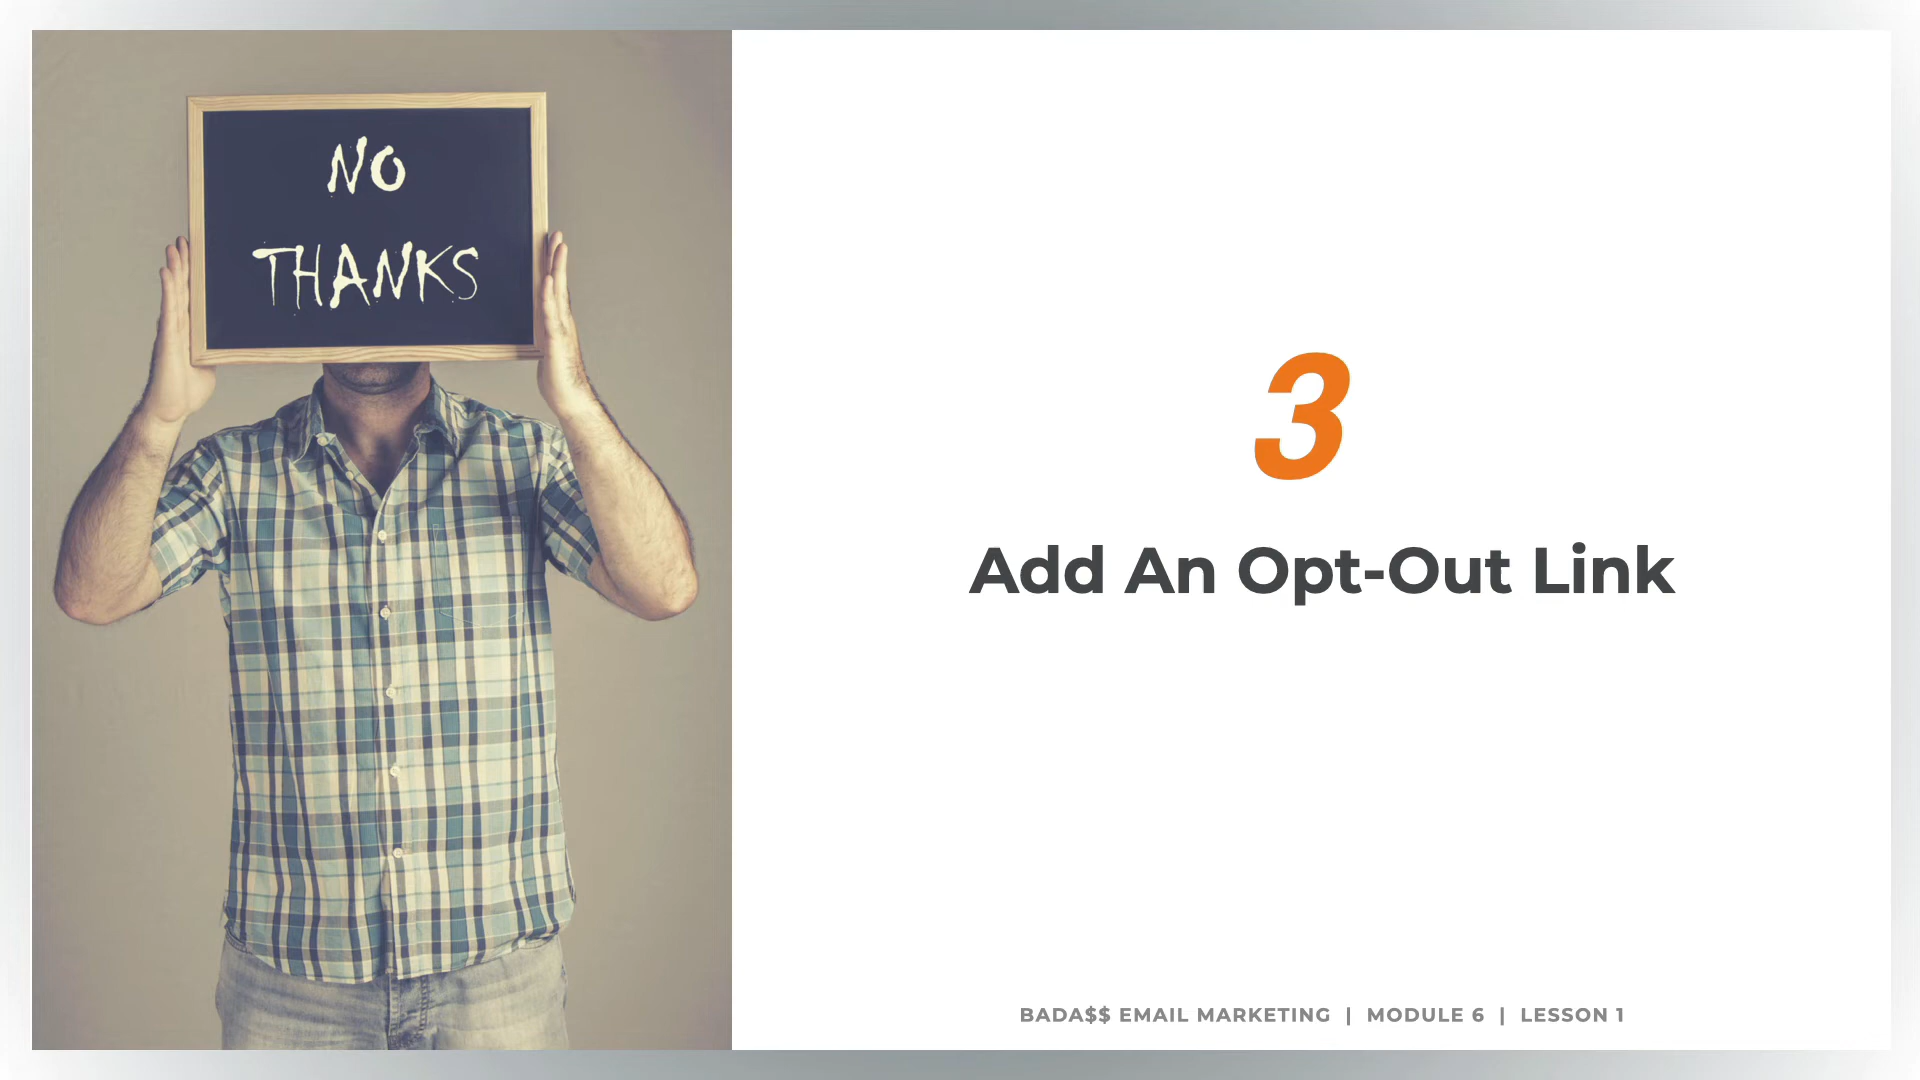 NO
THANKS
3
Add An Opt-Out Link
BADA$$ EMAIL MARKETING | MODULE 6 | LESSON 1